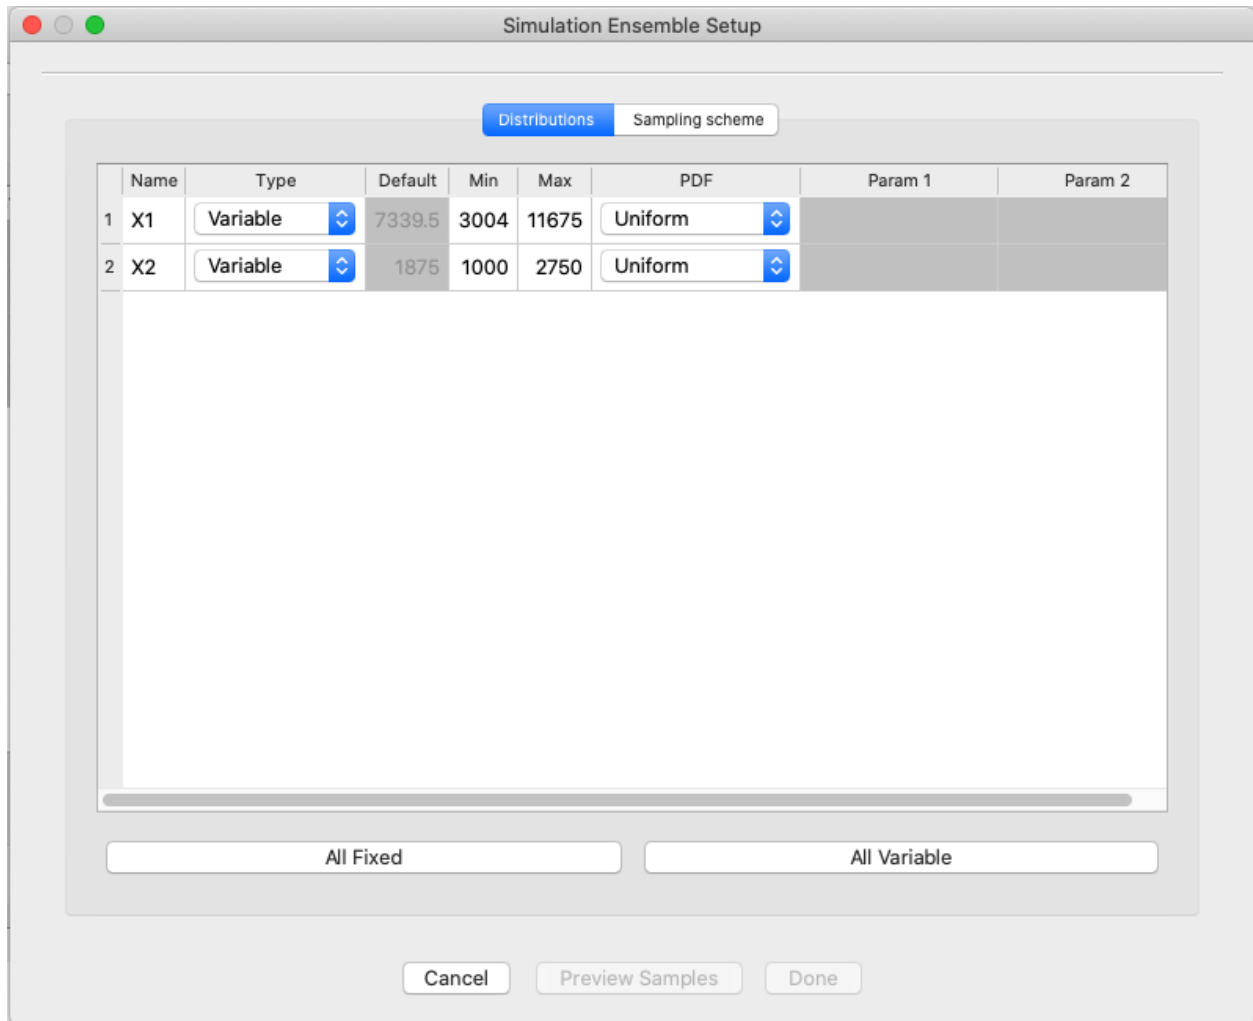 Simulation Ensemble Setup
Distributions Sampling scheme
Name Type Default Min Max PDF Param 1 Param 2
1 X1 Variable 7339.5 3004 11675 Uniform
2 X2 Variable 1875 1000 2750 Uniform
All Fixed All Variable
Cancel Preview Samples Done